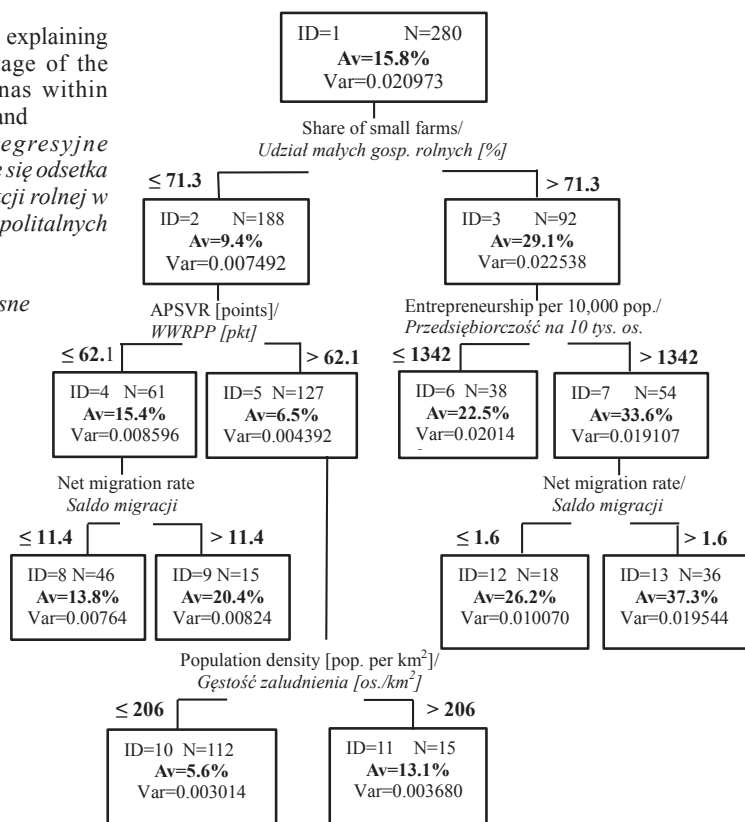 explaining
tage of the
nas within
and
egresyjne
e się odsetka
cji rolnej w
politalnych
sne
ID=1 N=280
Av=15.8%
Var=0.020973
Share of small farms/
Udział małych gosp. rolnych [%]
≤ 71.3
> 71.3
ID=2 N=188
Av=9.4%
Var=0.007492
ID=3 N=92
Av=29.1%
Var=0.022538
APSVR [points]/
WWRPP [pkt]
Entrepreneurship per 10,000 pop./
Przedsiębiorczość na 10 tys. os.
≤ 62.1
> 62.1
≤ 1342
> 1342
ID=4 N=61
Av=15.4%
Var=0.008596
ID=5 N=127
Av=6.5%
Var=0.004392
ID=6 N=38
Av=22.5%
Var=0.02014
ID=7 N=54
Av=33.6%
Var=0.019107
Net migration rate
Saldo migracji
Net migration rate/
Saldo migracji
≤ 11.4
> 11.4
≤ 1.6
> 1.6
ID=8 N=46
Av=13.8%
Var=0.00764
ID=9 N=15
Av=20.4%
Var=0.00824
ID=12 N=18
Av=26.2%
Var=0.010070
ID=13 N=36
Av=37.3%
Var=0.019544
Population density [pop. per km²]/
Gęstość zaludnienia [os./km²]
≤ 206
> 206
ID=10 N=112
Av=5.6%
Var=0.003014
ID=11 N=15
Av=13.1%
Var=0.003680